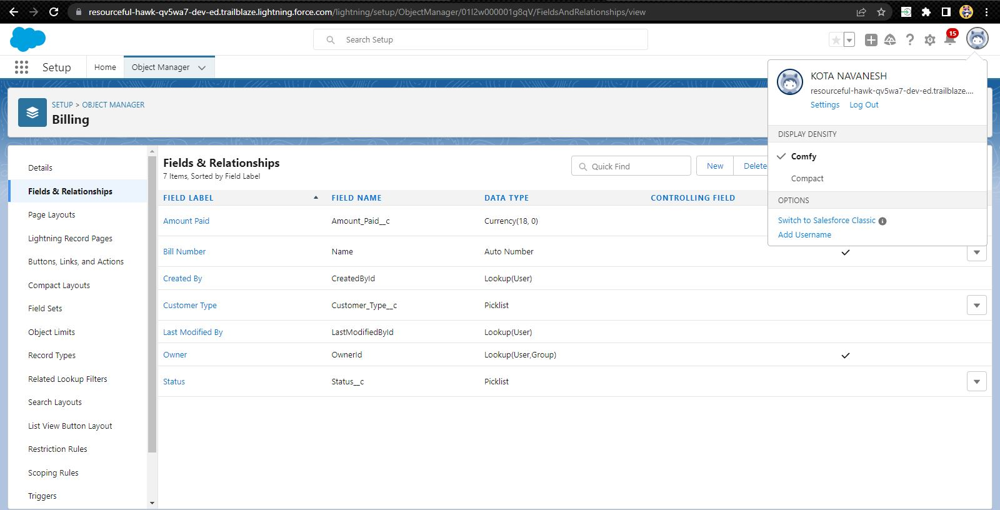 resourceful-hawk-qv5wa7-dev-ed.trailblaze.lightning.force.com/lightning/setup/ObjectManager/01I2w000001g8qV/FieldsAndRelationships/view
Search Setup
15
Setup
Home
Object Manager
KOTA NAVANESH
resourceful-hawk-qv5wa7-dev-ed.trailblaze....
Settings Log Out
SETUP > OBJECT MANAGER
Billing
DISPLAY DENSITY
Comfy
Compact
OPTIONS
Switch to Salesforce Classic
Add Username
Details
Fields & Relationships
Page Layouts
Lightning Record Pages
Buttons, Links, and Actions
Compact Layouts
Field Sets
Object Limits
Record Types
Related Lookup Filters
Search Layouts
List View Button Layout
Restriction Rules
Scoping Rules
Triggers
Fields & Relationships
7 Items, Sorted by Field Label
Quick Find
New
Delete
FIELD LABEL FIELD NAME DATA TYPE CONTROLLING FIELD
Amount Paid Amount_Paid__c Currency(18, 0)
Bill Number Name Auto Number
Created By CreatedById Lookup(User)
Customer Type Customer_Type__c Picklist
Last Modified By LastModifiedById Lookup(User)
Owner OwnerId Lookup(User,Group)
Status Status__c Picklist